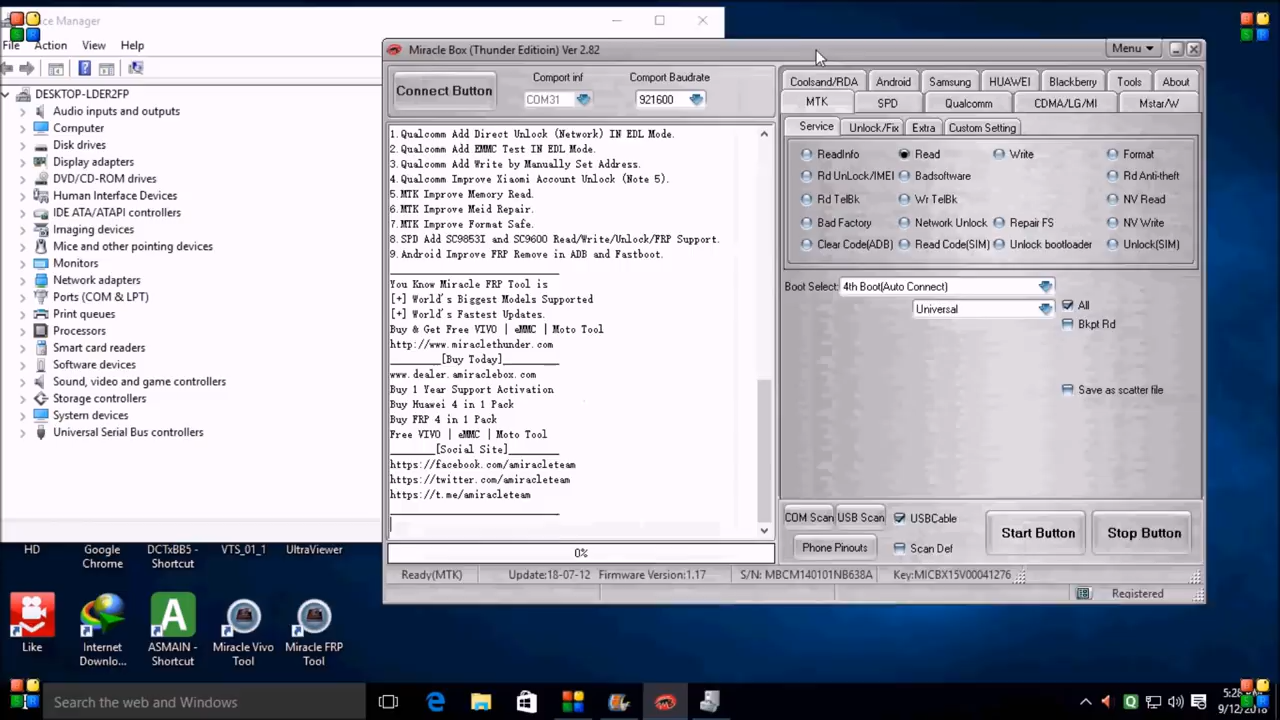 ce Manager
File Action View Help
DESKTOP-LDER2FP
Audio inputs and outputs
Computer
Disk drives
Display adapters
DVD/CD-ROM drives
Human Interface Devices
IDE ATA/ATAPI controllers
Imaging devices
Mice and other pointing devices
Monitors
Network adapters
Ports (COM & LPT)
Print queues
Processors
Smart card readers
Software devices
Sound, video and game controllers
Storage controllers
System devices
Universal Serial Bus controllers
Miracle Box (Thunder Editioin) Ver 2.82
Menu
Connect Button
Comport inf
Comport Baudrate
COM31
921600
1.Qualcomm Add Direct Unlock (Network) IN EDL Mode.
2.Qualcomm Add EMMC Test IN EDL Mode.
3.Qualcomm Add Write by Manually Set Address.
4.Qualcomm Improve Xiaomi Account Unlock (Note 5).
5.MTK Improve Memory Read.
6.MTK Improve Meid Repair.
7.MTK Improve Format Safe.
8.SPD Add SC9853I and SC9600 Read/Write/Unlock/FRP Support.
9.Android Improve FRP Remove in ADB and Fastboot.
You Know Miracle FRP Tool is
[+] World's Biggest Models Supported
[+] World's Fastest Updates.
Buy & Get Free VIVO | eMMC | Moto Tool
http://www.miraclethunder.com
[Buy Today]
www.dealer.amiraclebox.com
Buy 1 Year Support Activation
Buy Huawei 4 in 1 Pack
Buy FRP 4 in 1 Pack
Free VIVO | eMMC | Moto Tool
[Social Site]
https://facebook.com/amiracleteam
https://twitter.com/amiracleteam
https://t.me/amiracleteam
0%
Coolsand/RDA Android Samsung HUAWEI Blackberry Tools About
MTK SPD Qualcomm CDMA/LG/MI Mstar/W
Service Unlock/Fix Extra Custom Setting
ReadInfo Read Write Format
Rd UnLock/IMEI Badsoftware Rd Anti-theft
Rd TelBk Wr TelBk NV Read
Bad Factory Network Unlock Repair FS NV Write
Clear Code(ADB) Read Code(SIM) Unlock bootloader Unlock(SIM)
Boot Select: 4th Boot(Auto Connect)
Universal
All
Bkpt Rd
Save as scatter file
COM Scan USB Scan USBCable
Phone Pinouts Scan Def
Start Button Stop Button
Ready(MTK) Update:18-07-12 Firmware Version:1.17 S/N: MBCM140101NB638A Key:MICBX15V00041276
Registered
HD
Google Chrome
DCTxBB5 - Shortcut
VTS_01_1
UltraViewer
Like
Internet Downlo...
ASMAIN - Shortcut
Miracle Vivo Tool
Miracle FRP Tool
Search the web and Windows